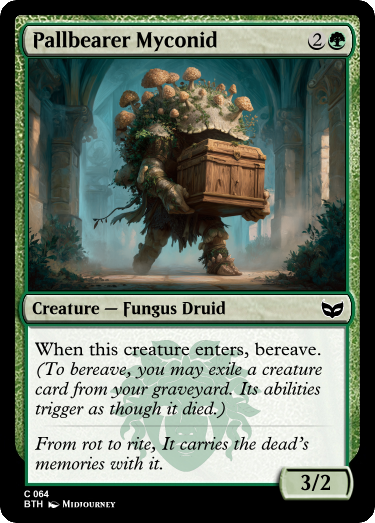 Pallbearer Myconid 2
Creature — Fungus Druid
When this creature enters, bereave.
(To bereave, you may exile a creature
card from your graveyard. Its abilities
trigger as though it died.)
From rot to rite, It carries the dead's
memories with it.
3/2
C 064
BTH Midjourney